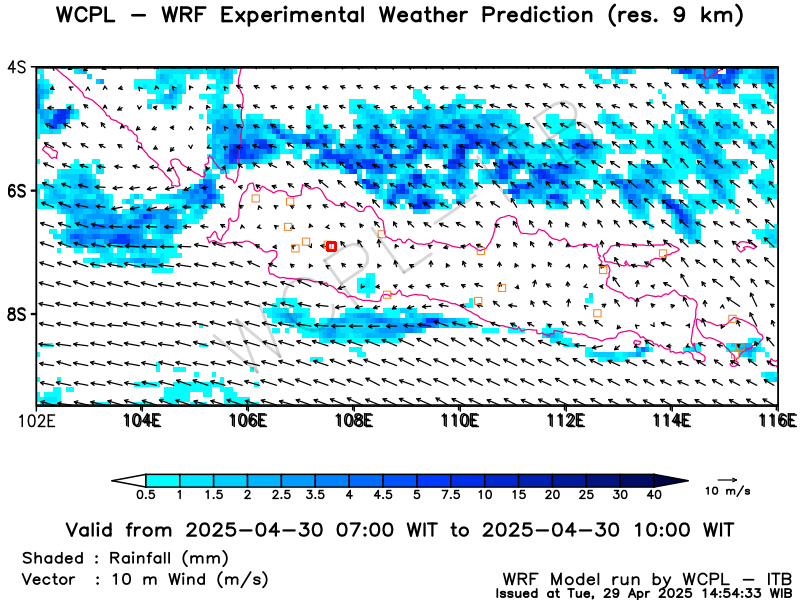 WCPL – WRF Experimental Weather Prediction (res. 9 km)
4S
6S
8S
102E 104E 106E 108E 110E 112E 114E 116E
WCPL-ITB
0.5 1 1.5 2 2.5 3.5 4 4.5 5 7.5 10 15 20 25 30 40
10 m/s
Valid from 2025-04-30 07:00 WIT to 2025-04-30 10:00 WIT
Shaded : Rainfall (mm)
Vector : 10 m Wind (m/s)
WRF Model run by WCPL – ITB
Issued at Tue, 29 Apr 2025 14:54:33 WIB